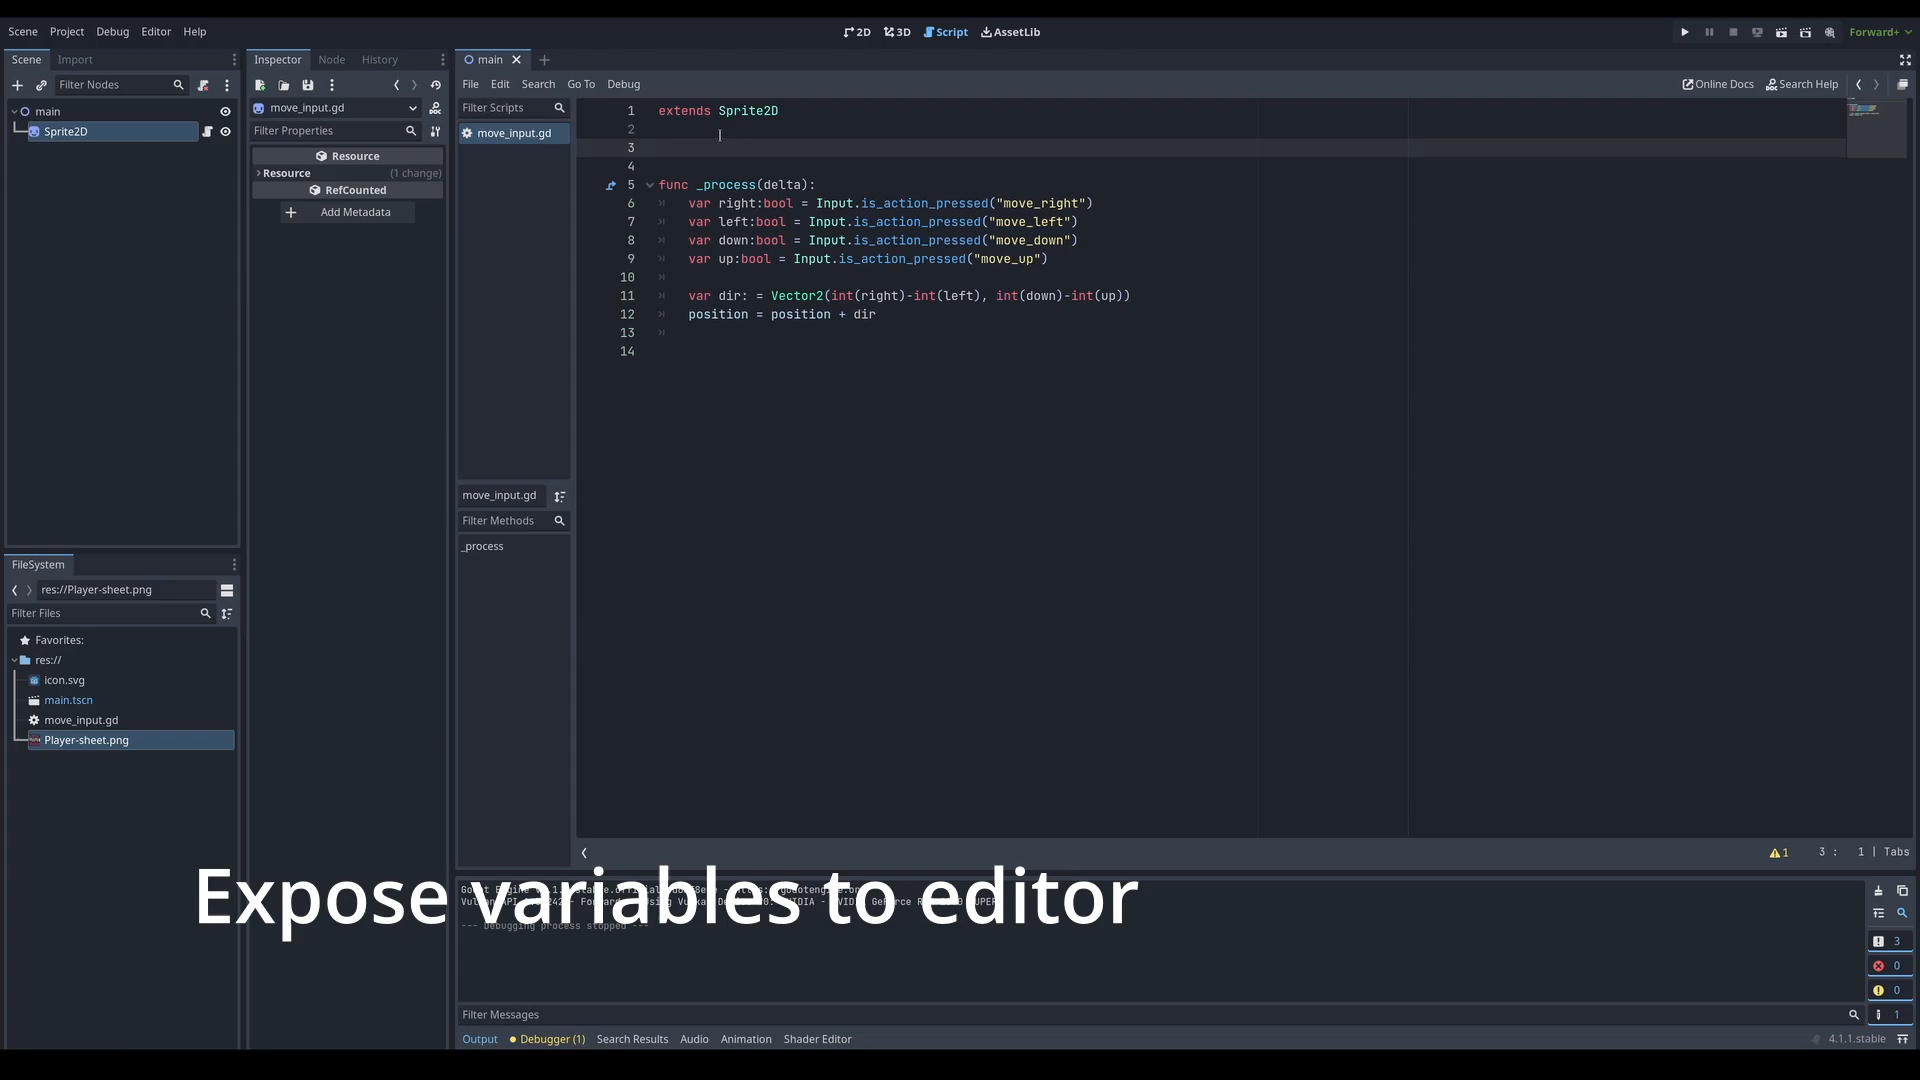 Scene Project Debug Editor Help
2D 3D Script AssetLib
Forward+
Scene Import
Inspector Node History
main
Filter Nodes
File Edit Search Go To Debug
Online Docs Search Help
main
Sprite2D
move_input.gd
Filter Properties
Resource
Resource (1 change)
RefCounted
Add Metadata
Filter Scripts
move_input.gd
move_input.gd
Filter Methods
_process
1 extends Sprite2D
2
3
4
5 func _process(delta):
6 var right:bool = Input.is_action_pressed("move_right")
7 var left:bool = Input.is_action_pressed("move_left")
8 var down:bool = Input.is_action_pressed("move_down")
9 var up:bool = Input.is_action_pressed("move_up")
10
11 var dir: = Vector2(int(right)-int(left), int(down)-int(up))
12 position = position + dir
13
14
1 3 : 1 | Tabs
FileSystem
res://Player-sheet.png
Filter Files
Favorites:
res://
icon.svg
main.tscn
move_input.gd
Player-sheet.png
Expose variables to editor
--- Debugging process stopped ---
3
0
0
1
Filter Messages
Output Debugger (1) Search Results Audio Animation Shader Editor
4.1.1.stable